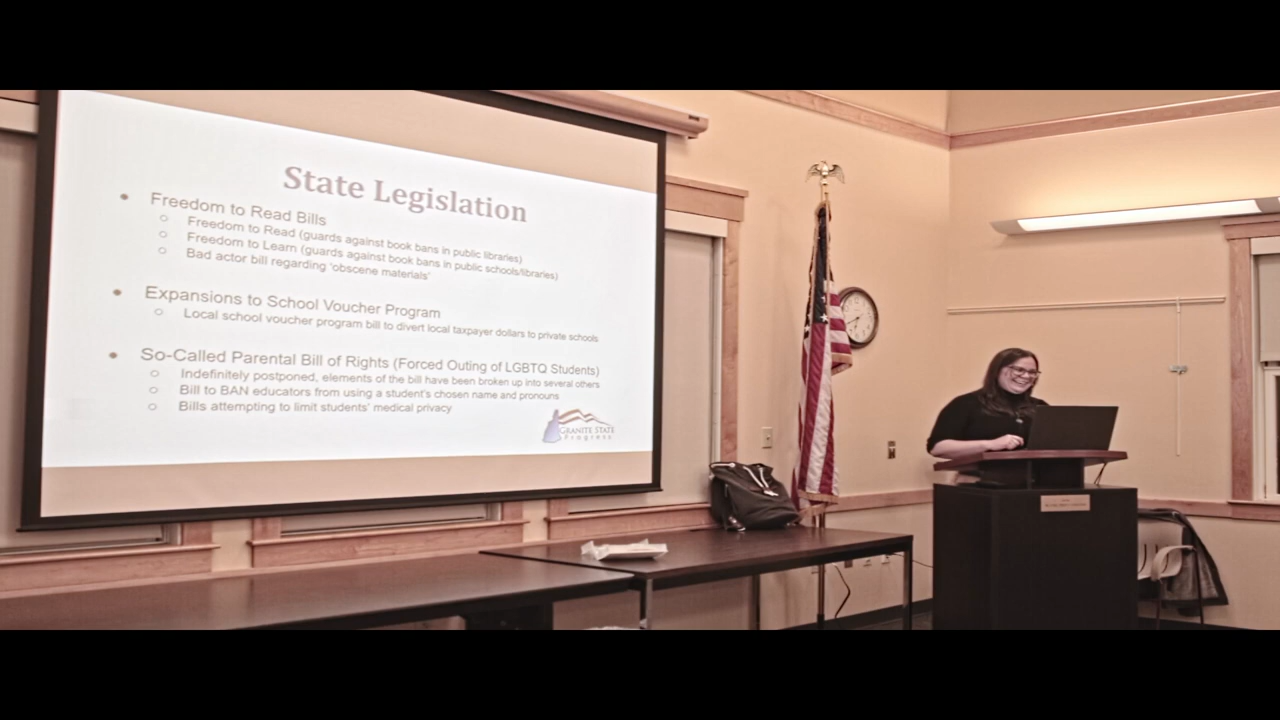 State Legislation
● Freedom to Read Bills
○ Freedom to Read (guards against book bans in public libraries)
○ Freedom to Learn (guards against book bans in public schools/libraries)
○ Bad actor bill regarding 'obscene materials'
● Expansions to School Voucher Program
○ Local school voucher program bill to divert local taxpayer dollars to private schools
● So-Called Parental Bill of Rights (Forced Outing of LGBTQ Students)
○ Indefinitely postponed, elements of the bill have been broken up into several others
○ Bill to BAN educators from using a student's chosen name and pronouns
○ Bills attempting to limit students' medical privacy
GRANITE STATE
Progress